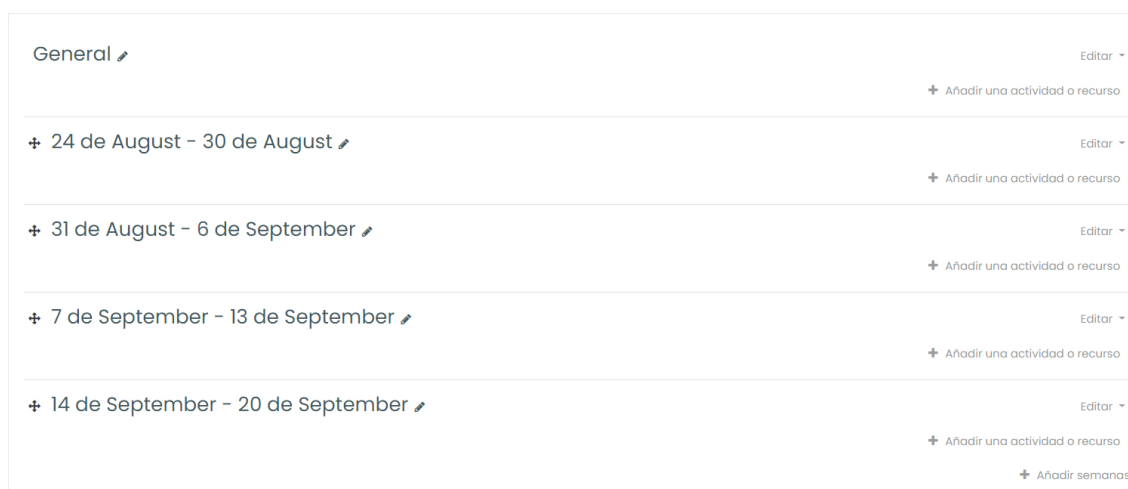 General
Editar
Añadir una actividad o recurso
24 de August - 30 de August
Editar
Añadir una actividad o recurso
31 de August - 6 de September
Editar
Añadir una actividad o recurso
7 de September - 13 de September
Editar
Añadir una actividad o recurso
14 de September - 20 de September
Editar
Añadir una actividad o recurso
Añadir semanas